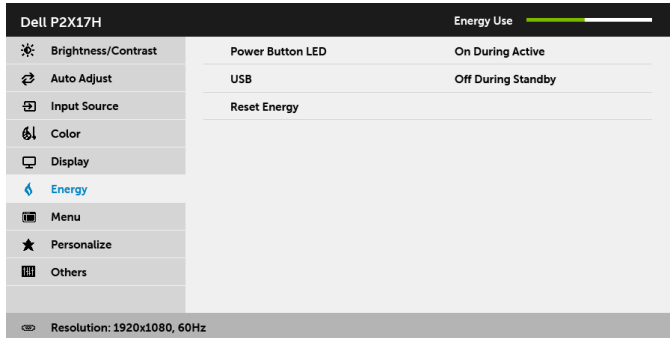 Dell P2X17H Energy Use
Brightness/Contrast Power Button LED On During Active
Auto Adjust USB Off During Standby
Input Source Reset Energy
Color
Display
Energy
Menu
Personalize
Others
Resolution: 1920x1080, 60Hz